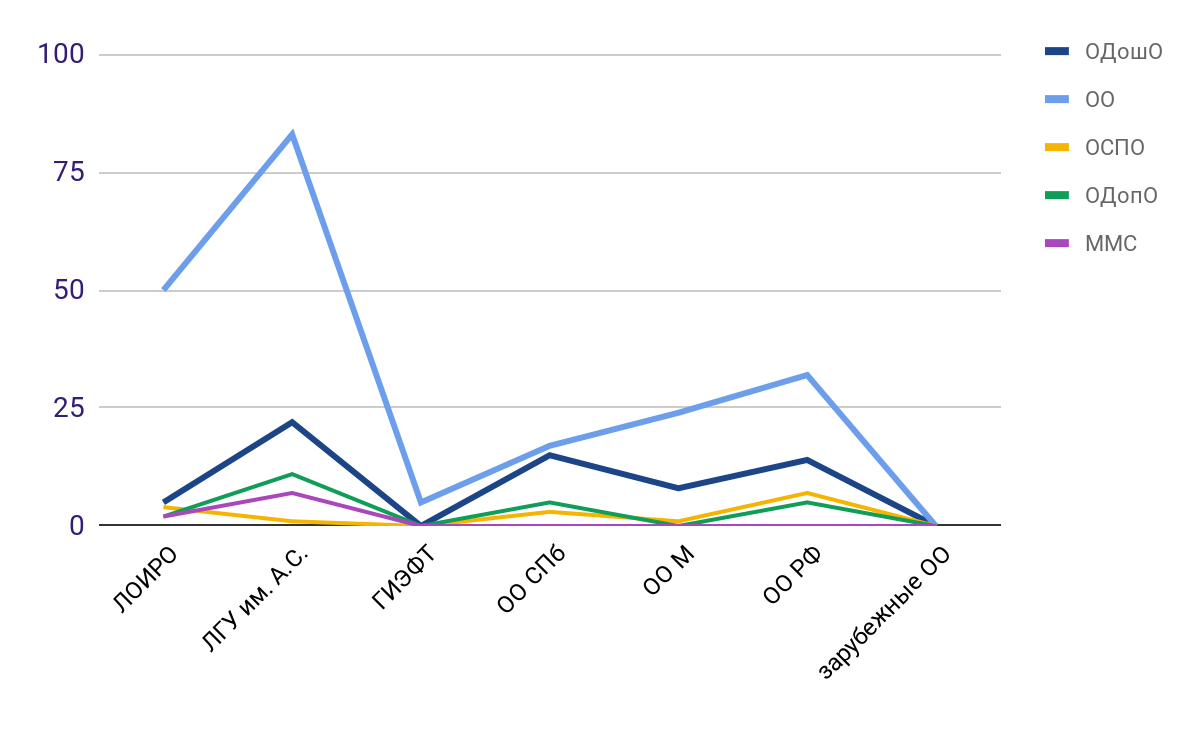 100
75
50
25
0
ЛОИРО
ЛГУ им. А.С.
ГИЭФТ
ОО СПб
ОО М
ОО РФ
зарубежные ОО
ОДошО
ОО
ОСПО
ОДопО
ММС